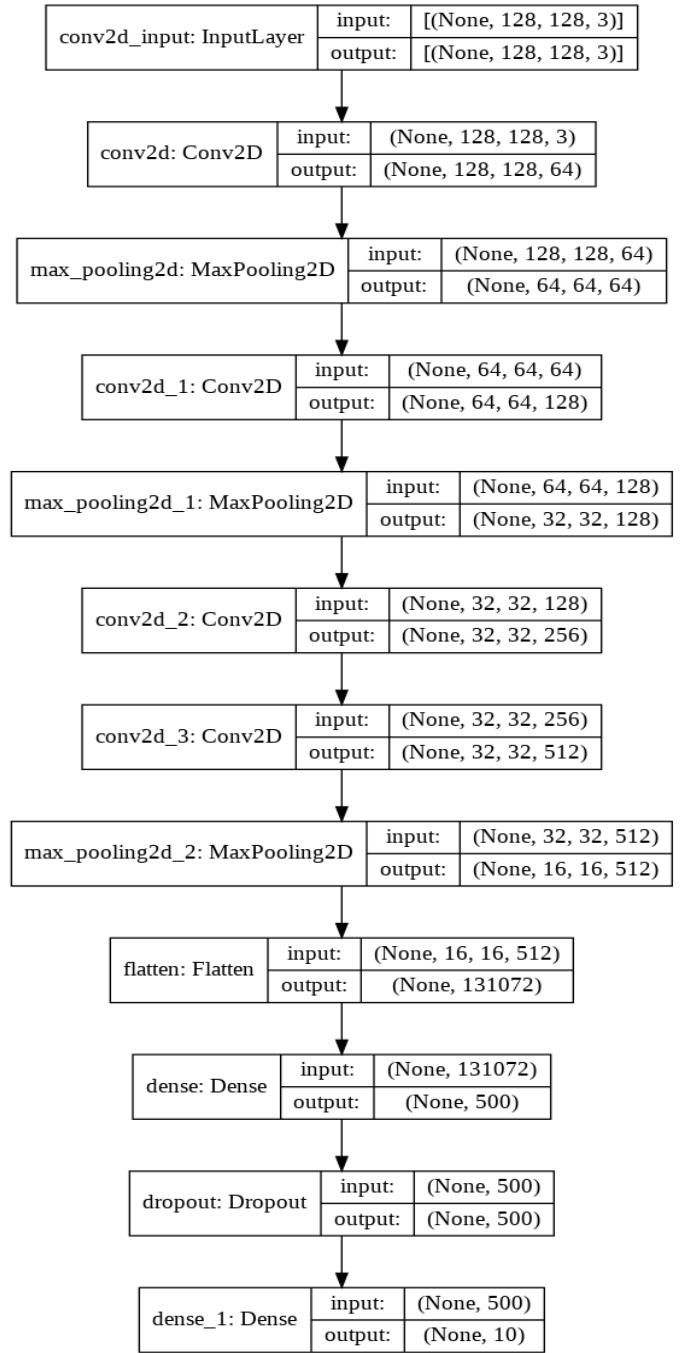 conv2d_input: InputLayer
input: [(None, 128, 128, 3)]
output: [(None, 128, 128, 3)]
conv2d: Conv2D
input: (None, 128, 128, 3)
output: (None, 128, 128, 64)
max_pooling2d: MaxPooling2D
input: (None, 128, 128, 64)
output: (None, 64, 64, 64)
conv2d_1: Conv2D
input: (None, 64, 64, 64)
output: (None, 64, 64, 128)
max_pooling2d_1: MaxPooling2D
input: (None, 64, 64, 128)
output: (None, 32, 32, 128)
conv2d_2: Conv2D
input: (None, 32, 32, 128)
output: (None, 32, 32, 256)
conv2d_3: Conv2D
input: (None, 32, 32, 256)
output: (None, 32, 32, 512)
max_pooling2d_2: MaxPooling2D
input: (None, 32, 32, 512)
output: (None, 16, 16, 512)
flatten: Flatten
input: (None, 16, 16, 512)
output: (None, 131072)
dense: Dense
input: (None, 131072)
output: (None, 500)
dropout: Dropout
input: (None, 500)
output: (None, 500)
dense_1: Dense
input: (None, 500)
output: (None, 10)